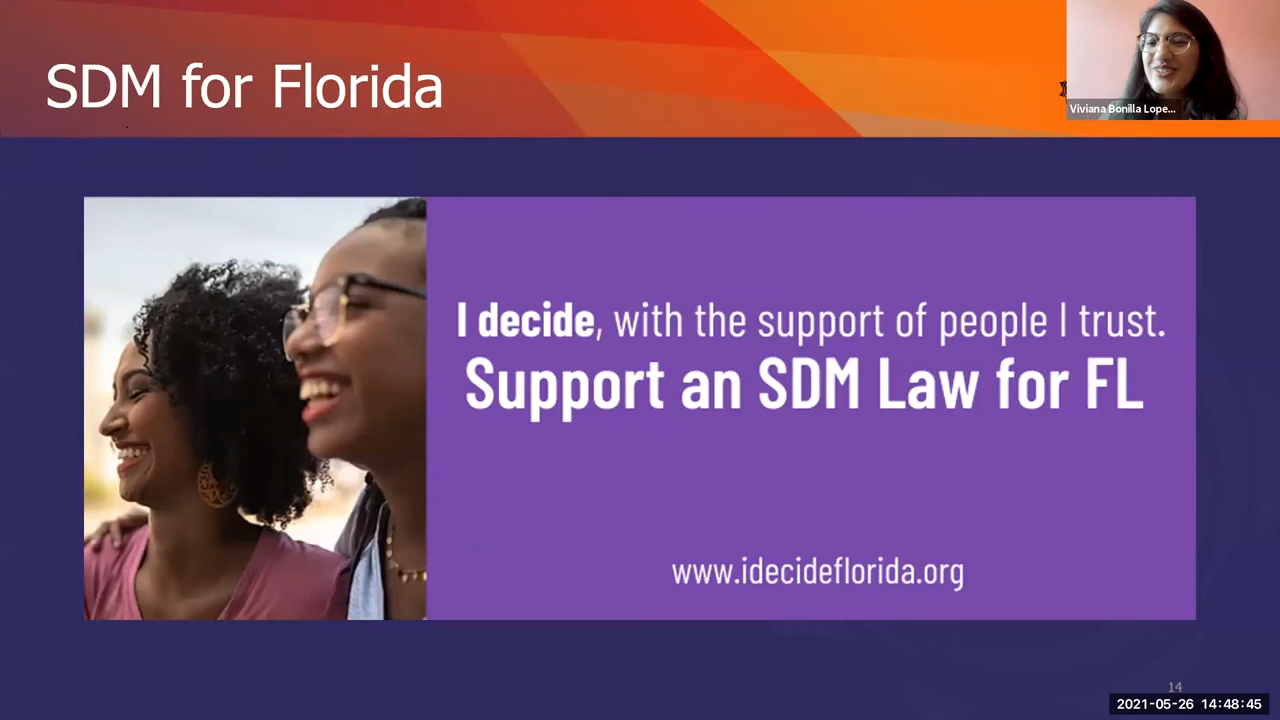 SDM for Florida
Viviana Bonilla Lope...
I decide, with the support of people I trust.
Support an SDM Law for FL
www.idecideflorida.org
14
2021-05-26 14:48:45